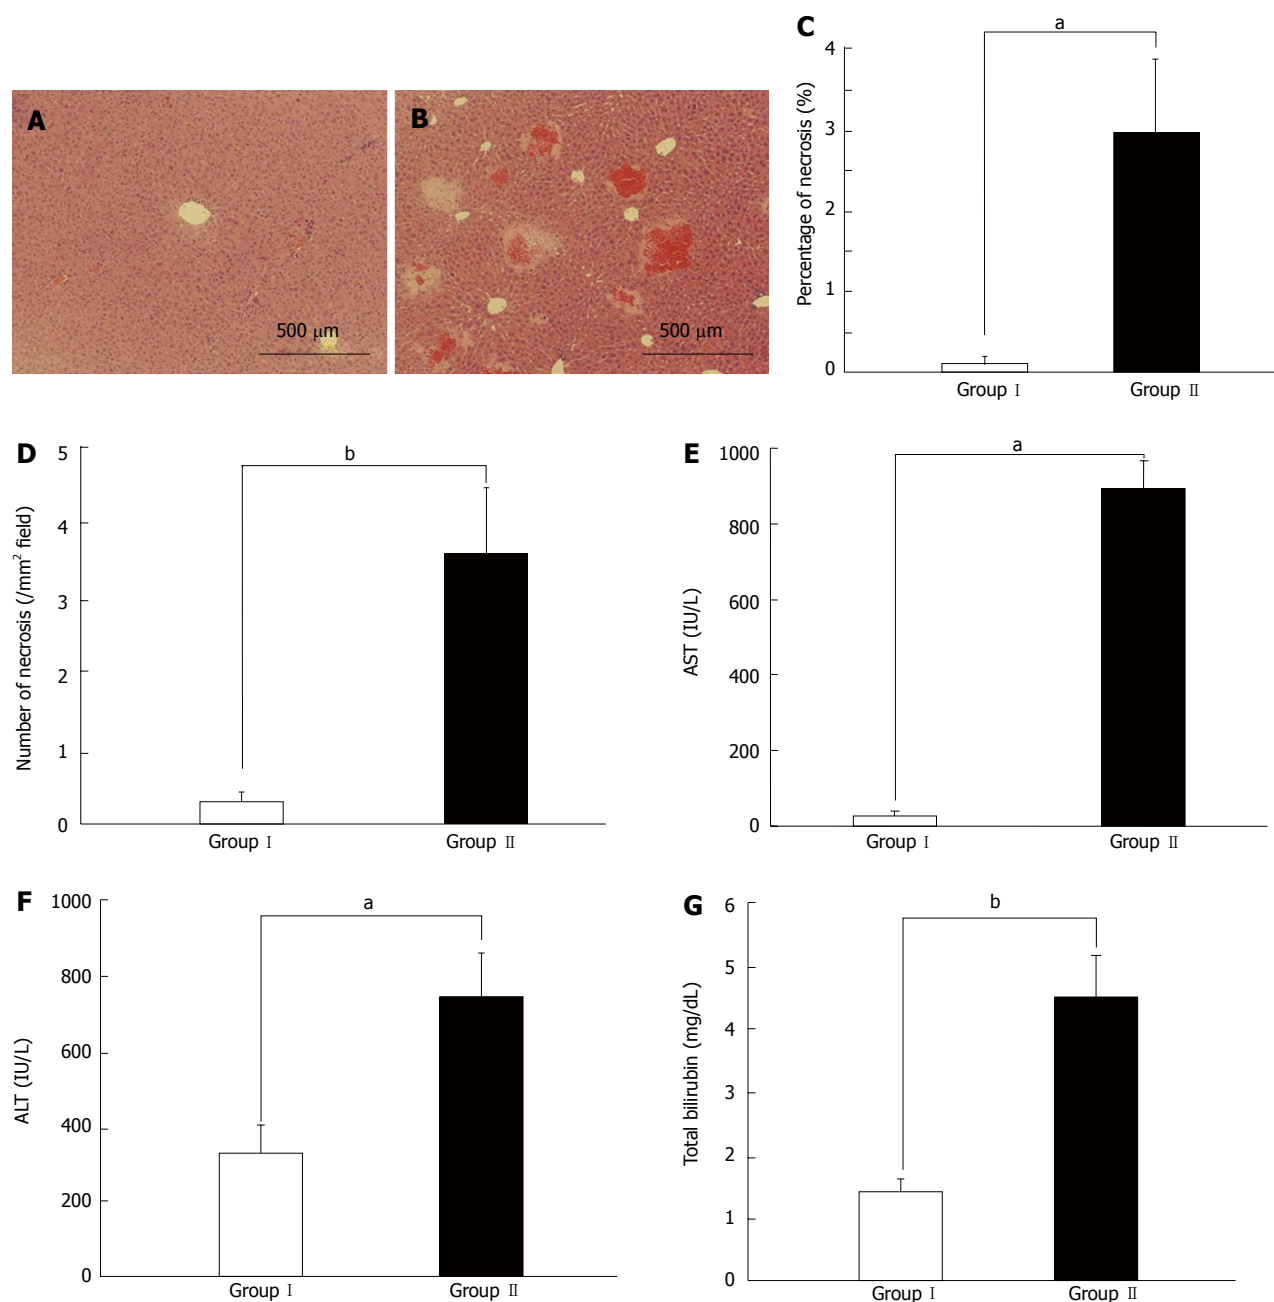 A
500 μm
B
500 μm
C
a
Percentage of necrosis (%)
4
3
2
1
0
Group Ⅰ
Group Ⅱ
D
b
Number of necrosis (/mm² field)
5
4
3
2
1
0
Group Ⅰ
Group Ⅱ
E
a
AST (IU/L)
1000
800
600
400
200
0
Group Ⅰ
Group Ⅱ
F
a
ALT (IU/L)
1000
800
600
400
200
0
Group Ⅰ
Group Ⅱ
G
b
Total bilirubin (mg/dL)
6
5
4
3
2
1
0
Group Ⅰ
Group Ⅱ